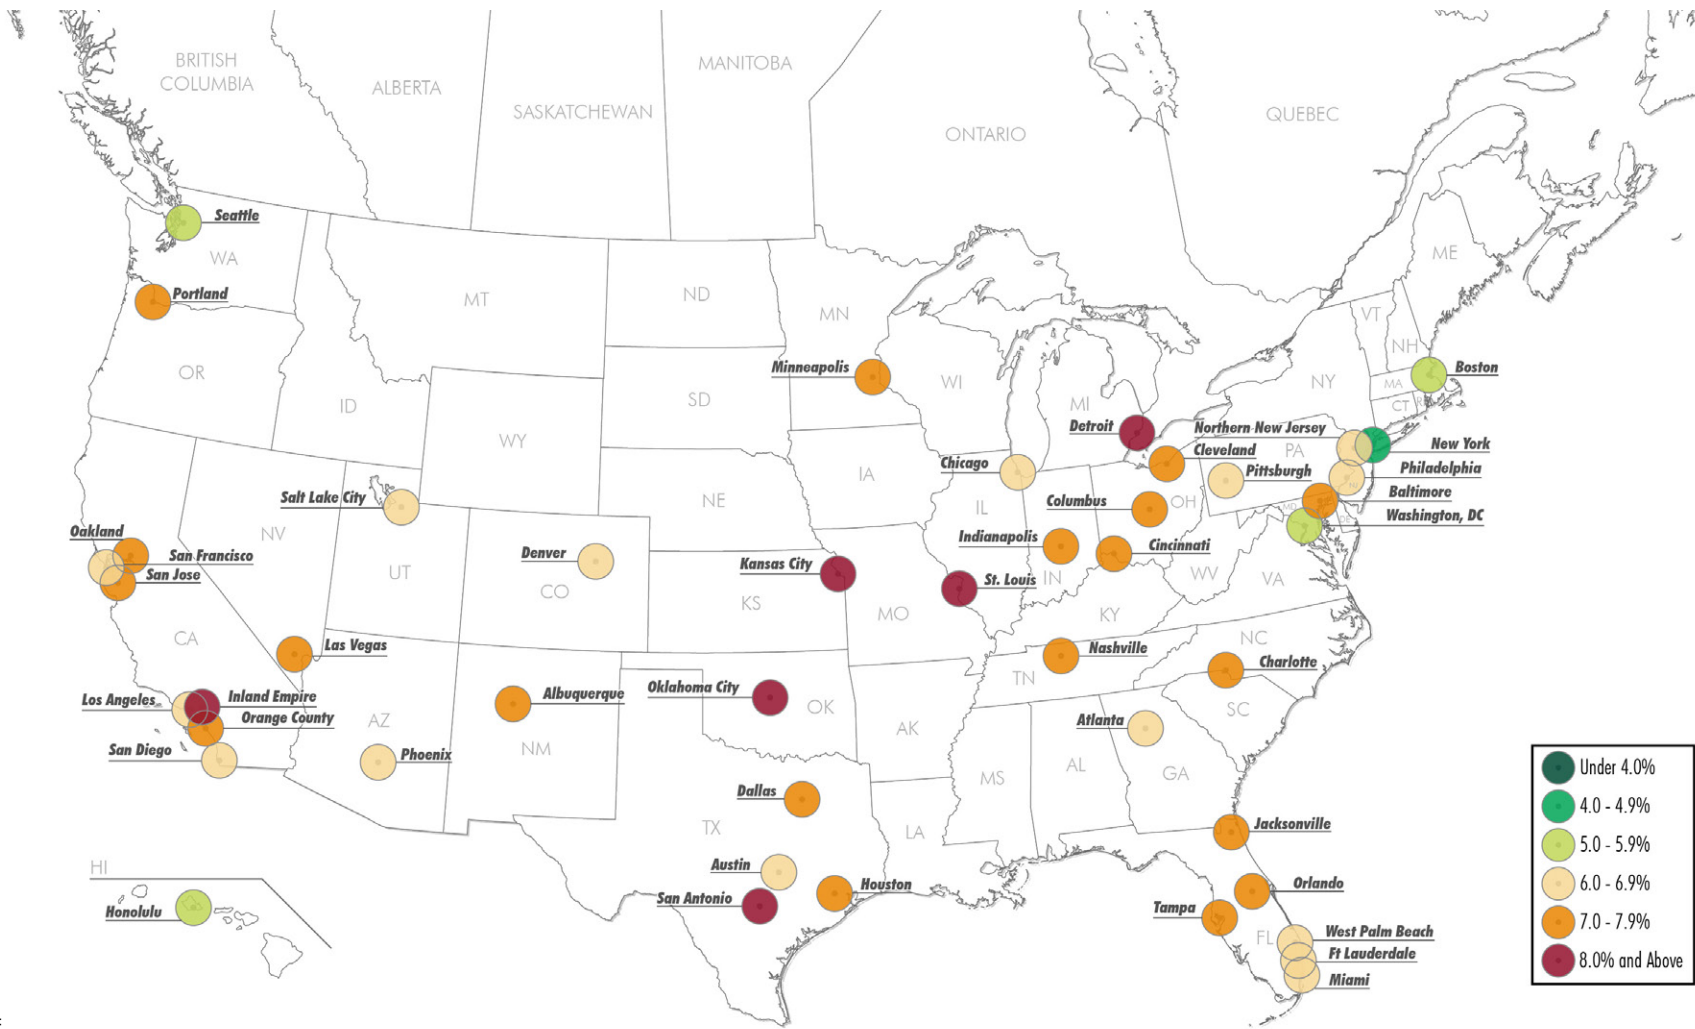 BRITISH
COLUMBIA
ALBERTA
SASKATCHEWAN
MANITOBA
ONTARIO
QUEBEC
Seattle
WA
Portland
OR
ID
MT
ND
MN
Minneapolis
WI
SD
WY
MI
Detroit
NY
VT
NH
ME
MA
CT
Boston
Northern New Jersey
New York
Cleveland
PA
Pittsburgh
Philadelphia
NJ
Baltimore
MD
DE
Washington, DC
Chicago
IA
IL
Columbus
OH
Indianapolis
IN
Cincinnati
WV
VA
KY
NE
Salt Lake City
NV
UT
Oakland
San Francisco
San Jose
CA
Denver
CO
Kansas City
KS
MO
St. Louis
Las Vegas
Nashville
TN
NC
Charlotte
SC
Los Angeles
Inland Empire
Orange County
San Diego
AZ
Phoenix
Albuquerque
NM
Oklahoma City
OK
AK
Atlanta
MS
AL
GA
Dallas
TX
LA
Austin
San Antonio
Houston
Jacksonville
Orlando
Tampa
FL
West Palm Beach
Ft Lauderdale
Miami
HI
Honolulu
Under 4.0%
4.0 - 4.9%
5.0 - 5.9%
6.0 - 6.9%
7.0 - 7.9%
8.0% and Above